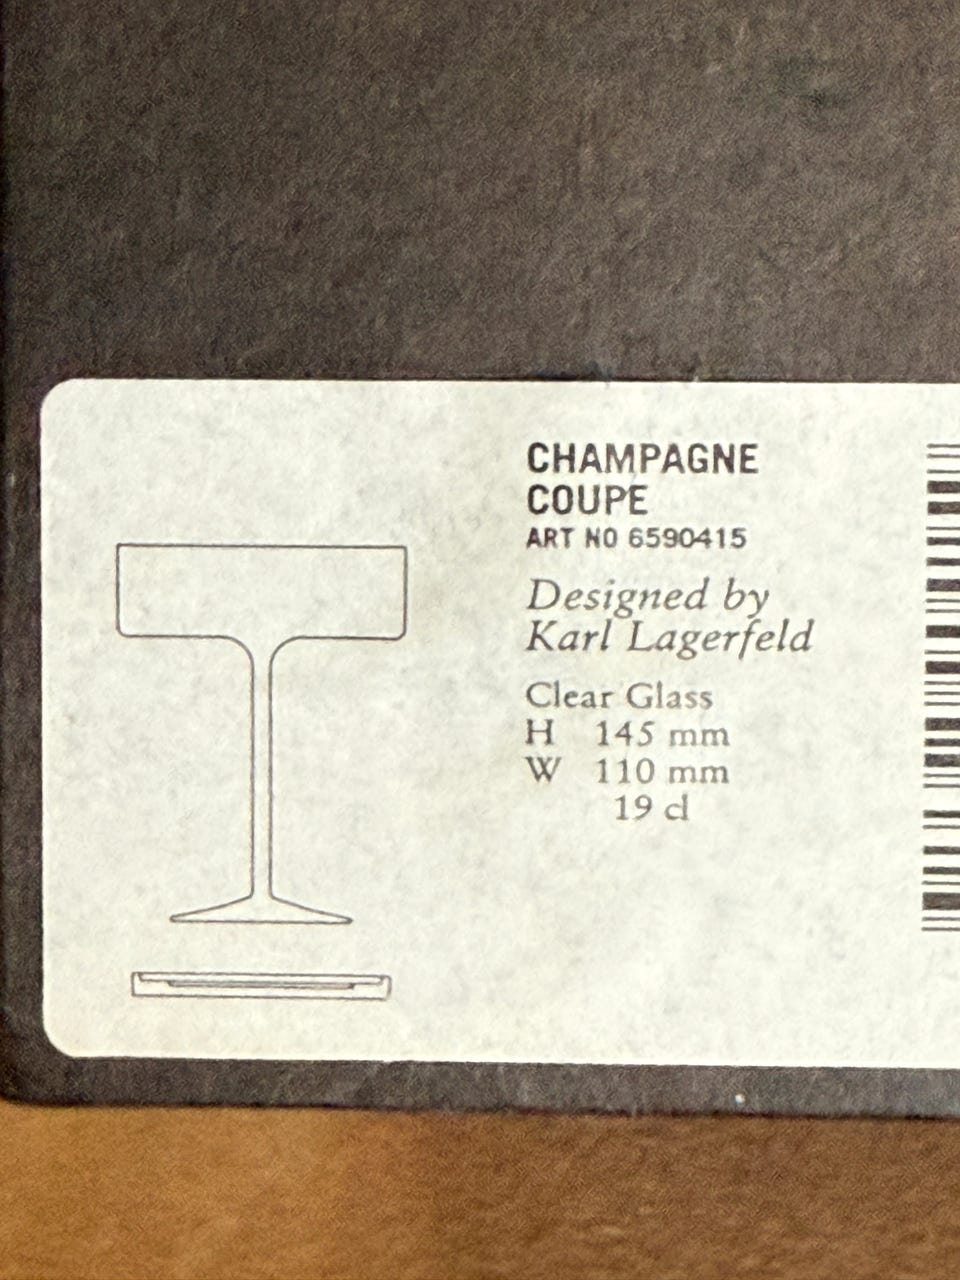 CHAMPAGNE
COUPE
ART NO 6590415
Designed by
Karl Lagerfeld
Clear Glass
H 145 mm
W 110 mm
19 cl